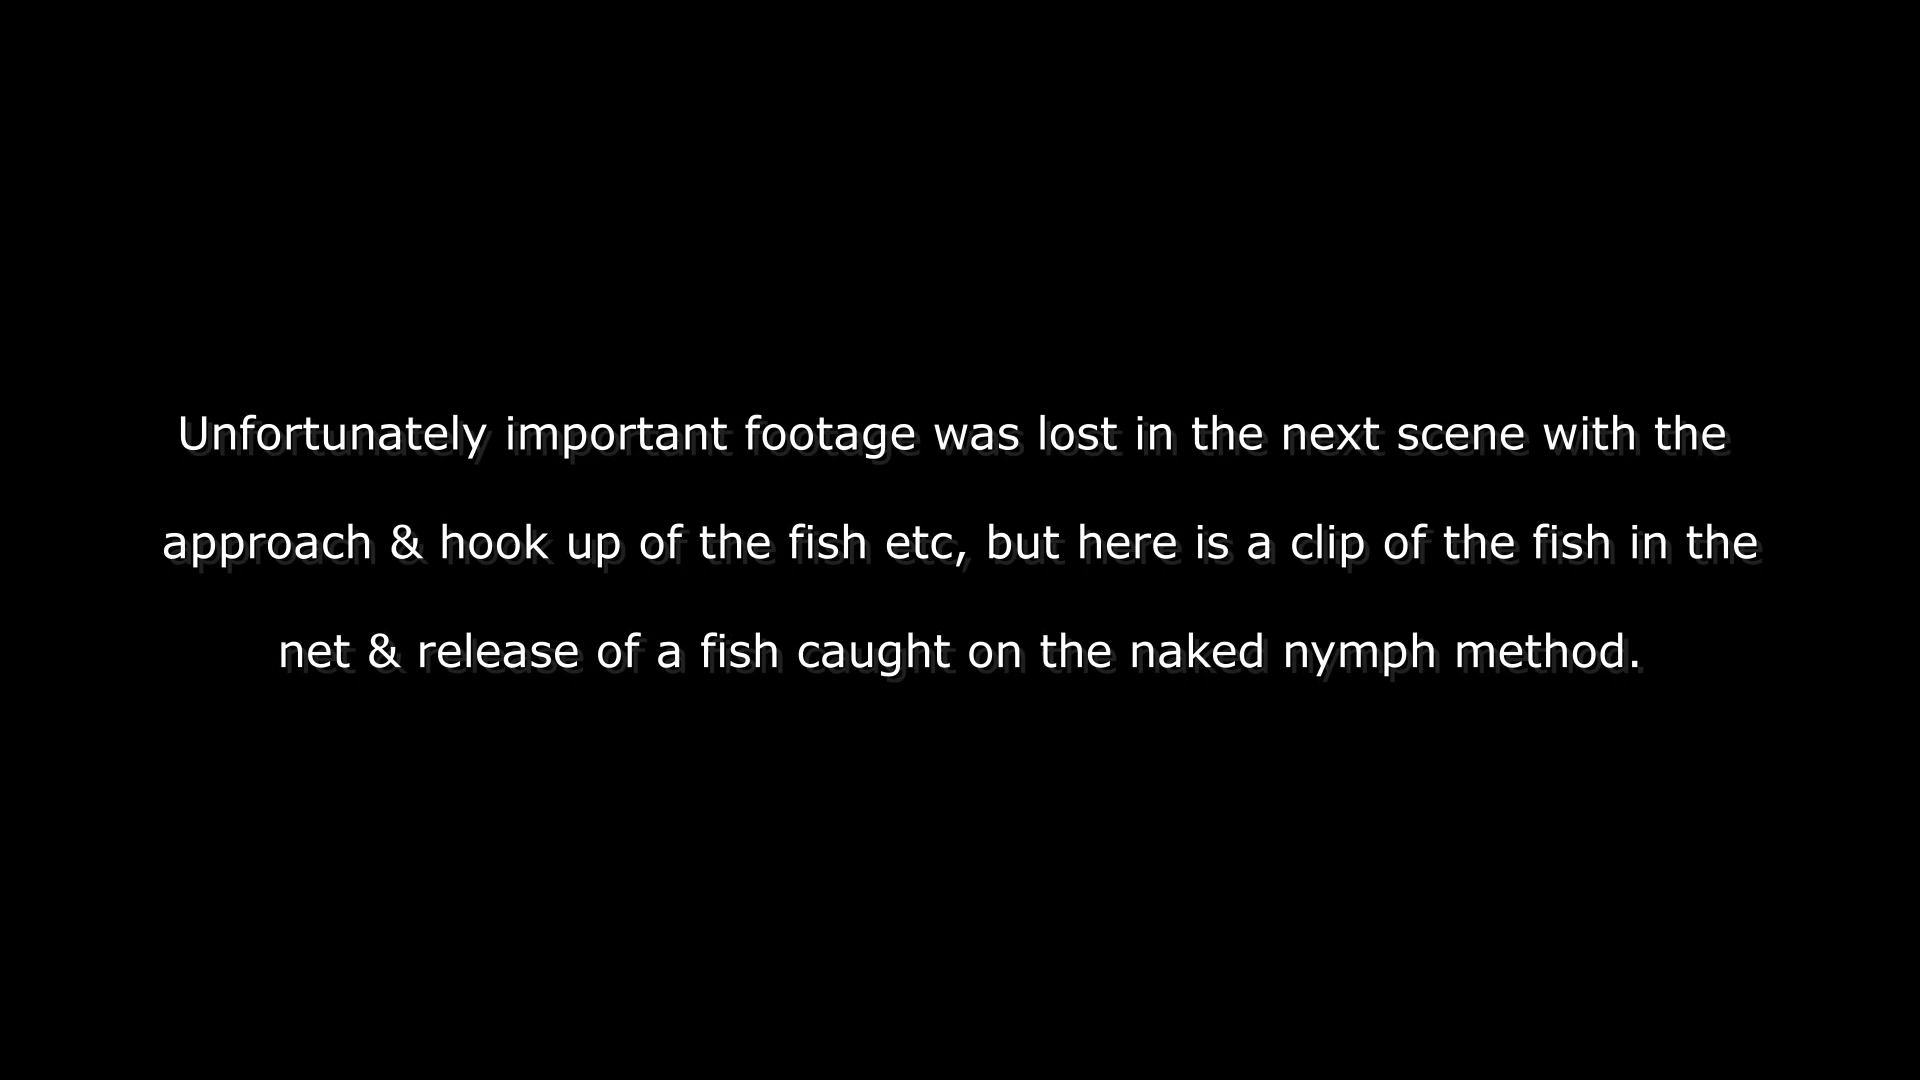 Unfortunately important footage was lost in the next scene with the
approach & hook up of the fish etc, but here is a clip of the fish in the
net & release of a fish caught on the naked nymph method.